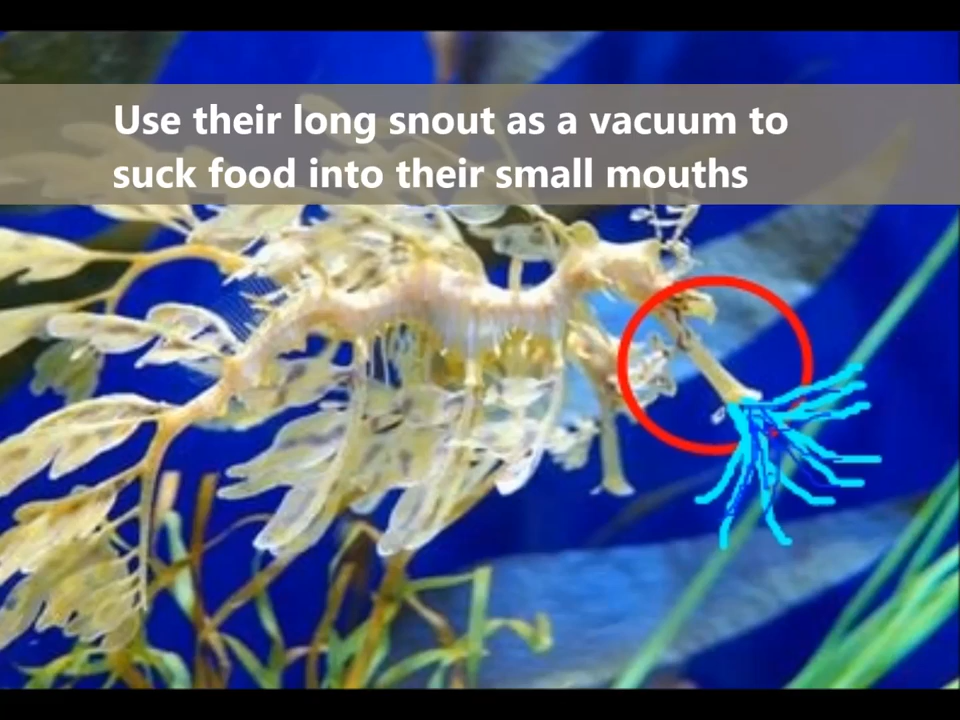 Use their long snout as a vacuum to
suck food into their small mouths